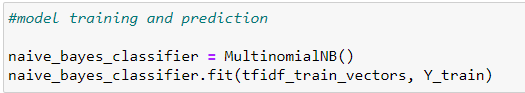 #model training and prediction
naive_bayes_classifier = MultinomialNB()
naive_bayes_classifier.fit(tfidf_train_vectors, Y_train)